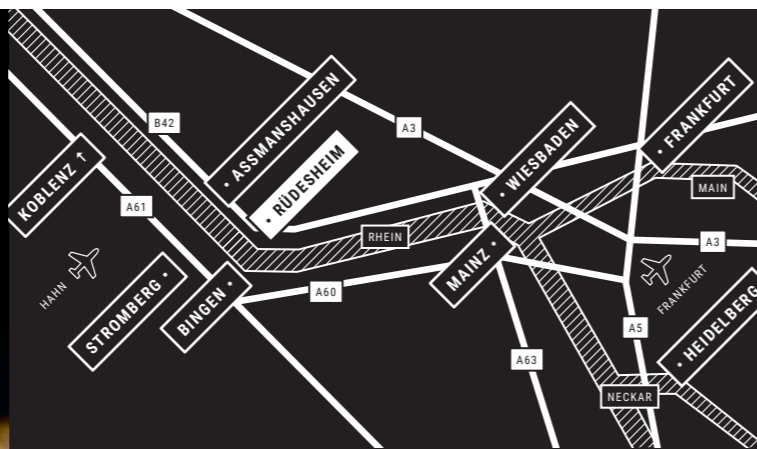 B42
• ASSMANSHAUSEN
A3
• WIESBADEN
• FRANKFURT
KOBLENZ ↑
• RÜDESHEIM
MAIN
A61
RHEIN
A3
HAHN
STROMBERG •
BINGEN •
A60
MAINZ •
FRANKFURT
A5
• HEIDELBERG
A63
NECKAR